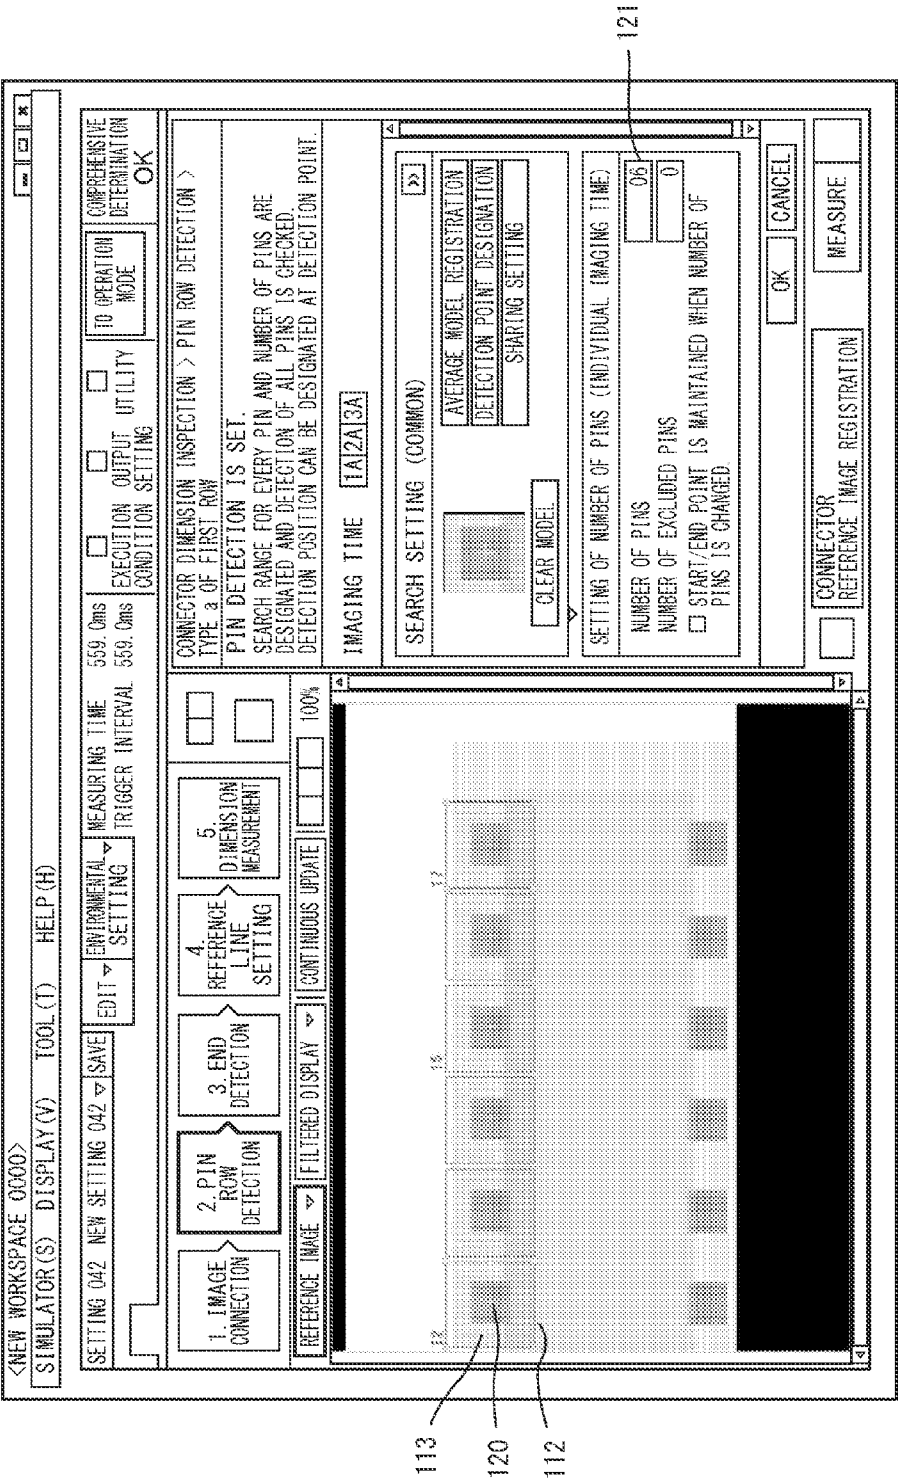 <NEW WORKSPACE 0000>
SIMULATOR(S) DISPLAY(V) TOOL(T) HELP(H)
SETTING 042 NEW SETTING 042 ▽ SAVE
EDIT ▽
ENVIRONMENTAL ▽
SETTING
MEASURING TIME 559.0ms
TRIGGER INTERVAL 559.0ms
EXECUTION
CONDITION
OUTPUT
SETTING
UTILITY
TO OPERATION
MODE
COMPREHENSIVE
DETERMINATION
OK
1. IMAGE
CONNECTION
2. PIN
ROW
DETECTION
3. END
DETECTION
4.
REFERENCE
LINE
SETTING
5.
DIMENSION
MEASUREMENT
REFERENCE IMAGE ▽
FILTERED DISPLAY ▽
CONTINUOUS UPDATE
100%
CONNECTOR DIMENSION INSPECTION > PIN ROW DETECTION >
TYPE a OF FIRST ROW
PIN DETECTION IS SET.
SEARCH RANGE FOR EVERY PIN AND NUMBER OF PINS ARE
DESIGNATED AND DETECTION OF ALL PINS IS CHECKED.
DETECTION POSITION CAN BE DESIGNATED AT DETECTION POINT.
IMAGING TIME 1A 2A 3A
SEARCH SETTING (COMMON) >>
AVERAGE MODEL REGISTRATION
DETECTION POINT DESIGNATION
SHARING SETTING
CLEAR MODEL
SETTING OF NUMBER OF PINS (INDIVIDUAL IMAGING TIME)
NUMBER OF PINS 06
NUMBER OF EXCLUDED PINS 0
START/END POINT IS MAINTAINED WHEN NUMBER OF
PINS IS CHANGED.
OK CANCEL
CONNECTOR
REFERENCE IMAGE REGISTRATION
MEASURE
113
120
112
121